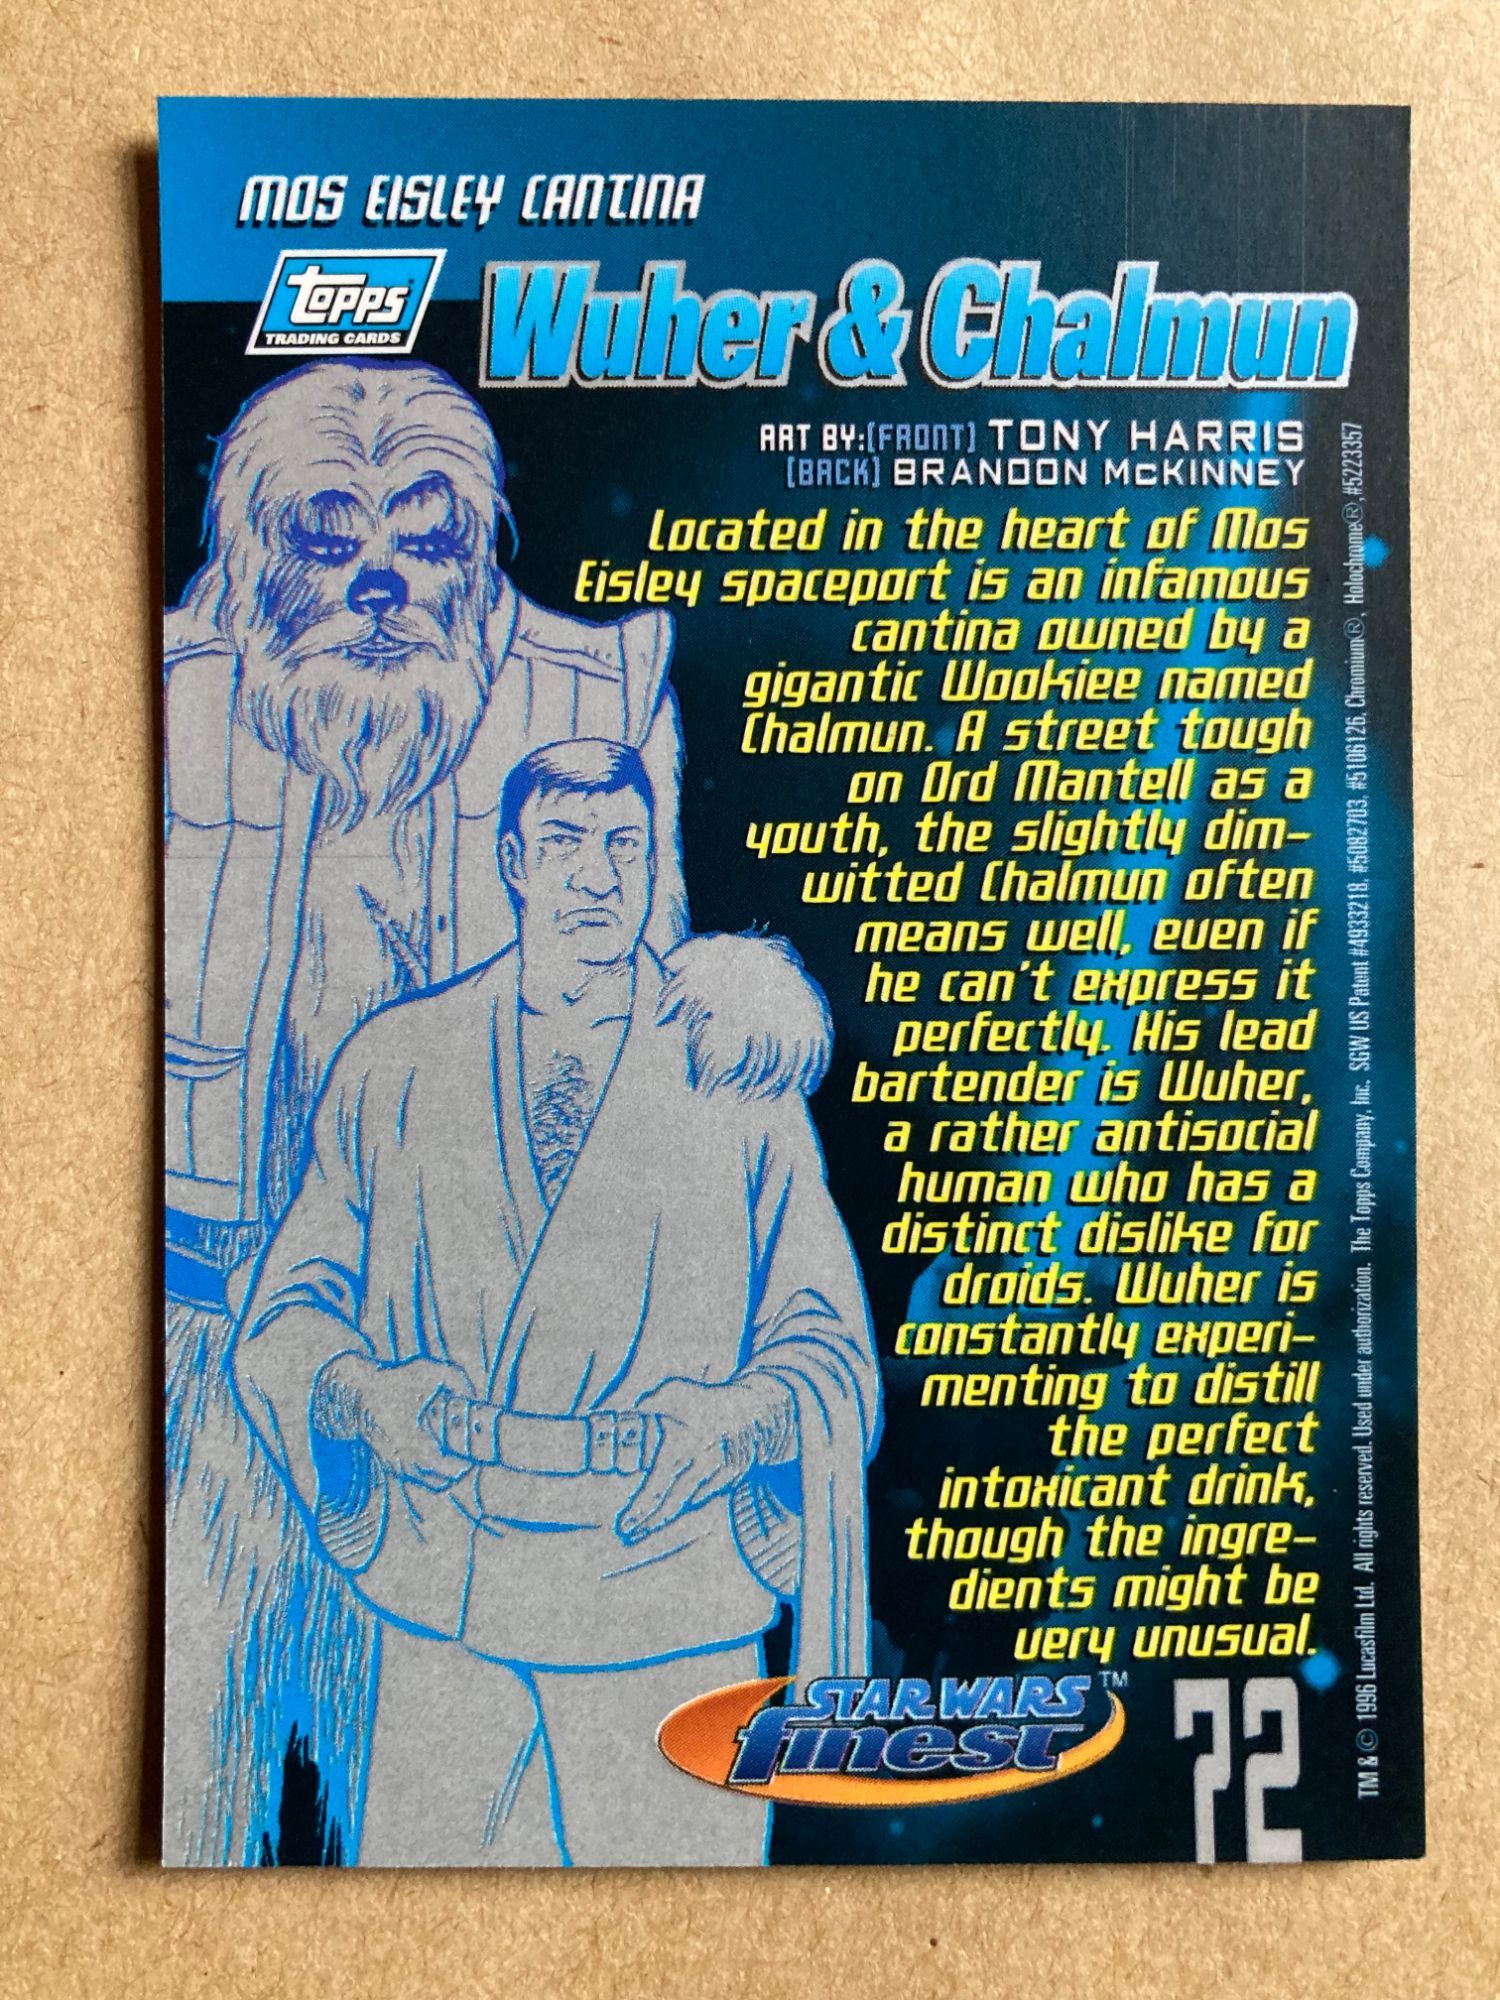 MOS EISLEY CANTINA
TOPPS
TRADING CARDS
Wuher & Chalmun
ART BY:[FRONT] TONY HARRIS
[BACK] BRANDON McKINNEY
Located in the heart of Mos
Eisley spaceport is an infamous
cantina owned by a
gigantic Wookiee named
Chalmun. A street tough
on Ord Mantell as a
youth, the slightly dim-
witted Chalmun often
means well, even if
he can't express it
perfectly. His lead
bartender is Wuher,
a rather antisocial
human who has a
distinct dislike for
droids. Wuher is
constantly experi-
menting to distill
the perfect
intoxicant drink,
though the ingre-
dients might be
very unusual.
STAR WARS TM
finest
72
TM & © 1996 Lucasfilm Ltd. All rights reserved. Used under authorization. The Topps Company, Inc. SGW US Patent #4933218, #5082703, #5106126, Chromium®, Holochrome®, #5223357